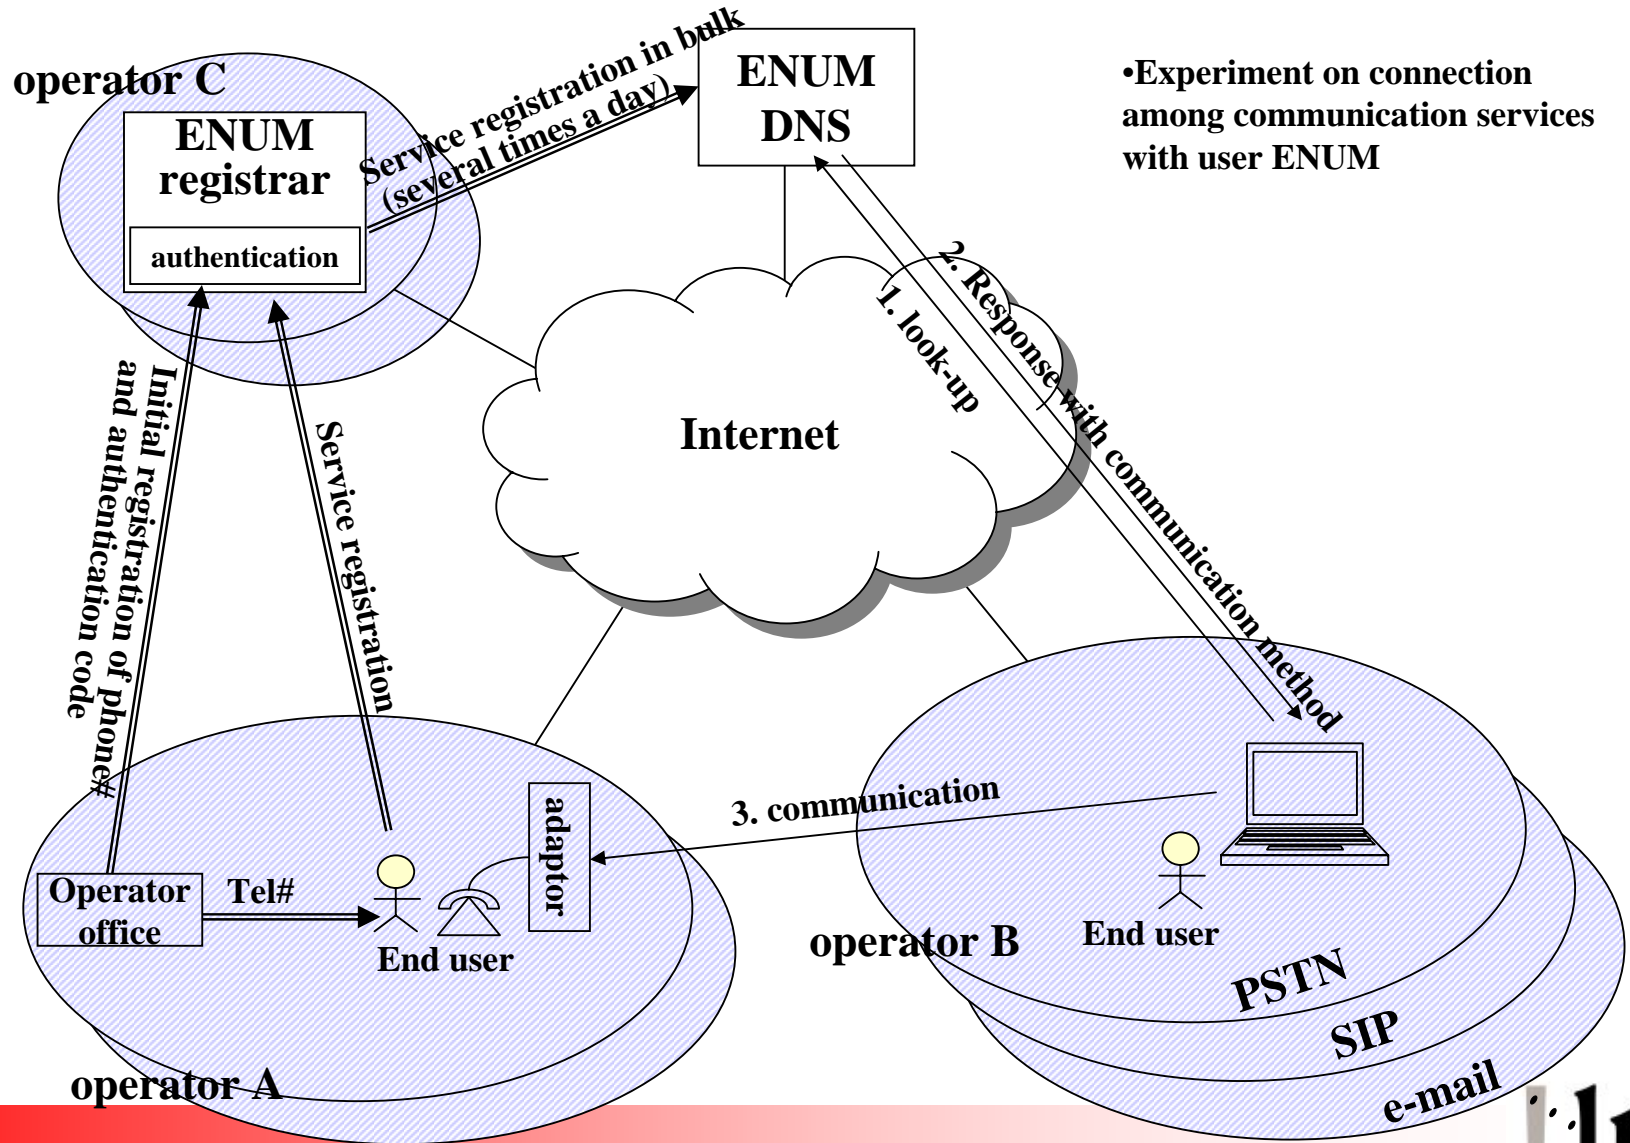 operator C
ENUM
registrar
authentication
Service registration in bulk
(several times a day)
ENUM
DNS
•Experiment on connection
among communication services
with user ENUM
Initial registration of phone#
and authentication code
Service registration
Internet
1. look-up
2. Response with communication method
3. communication
Operator
office
Tel#
End user
adaptor
operator A
operator B
End user
PSTN
SIP
e-mail